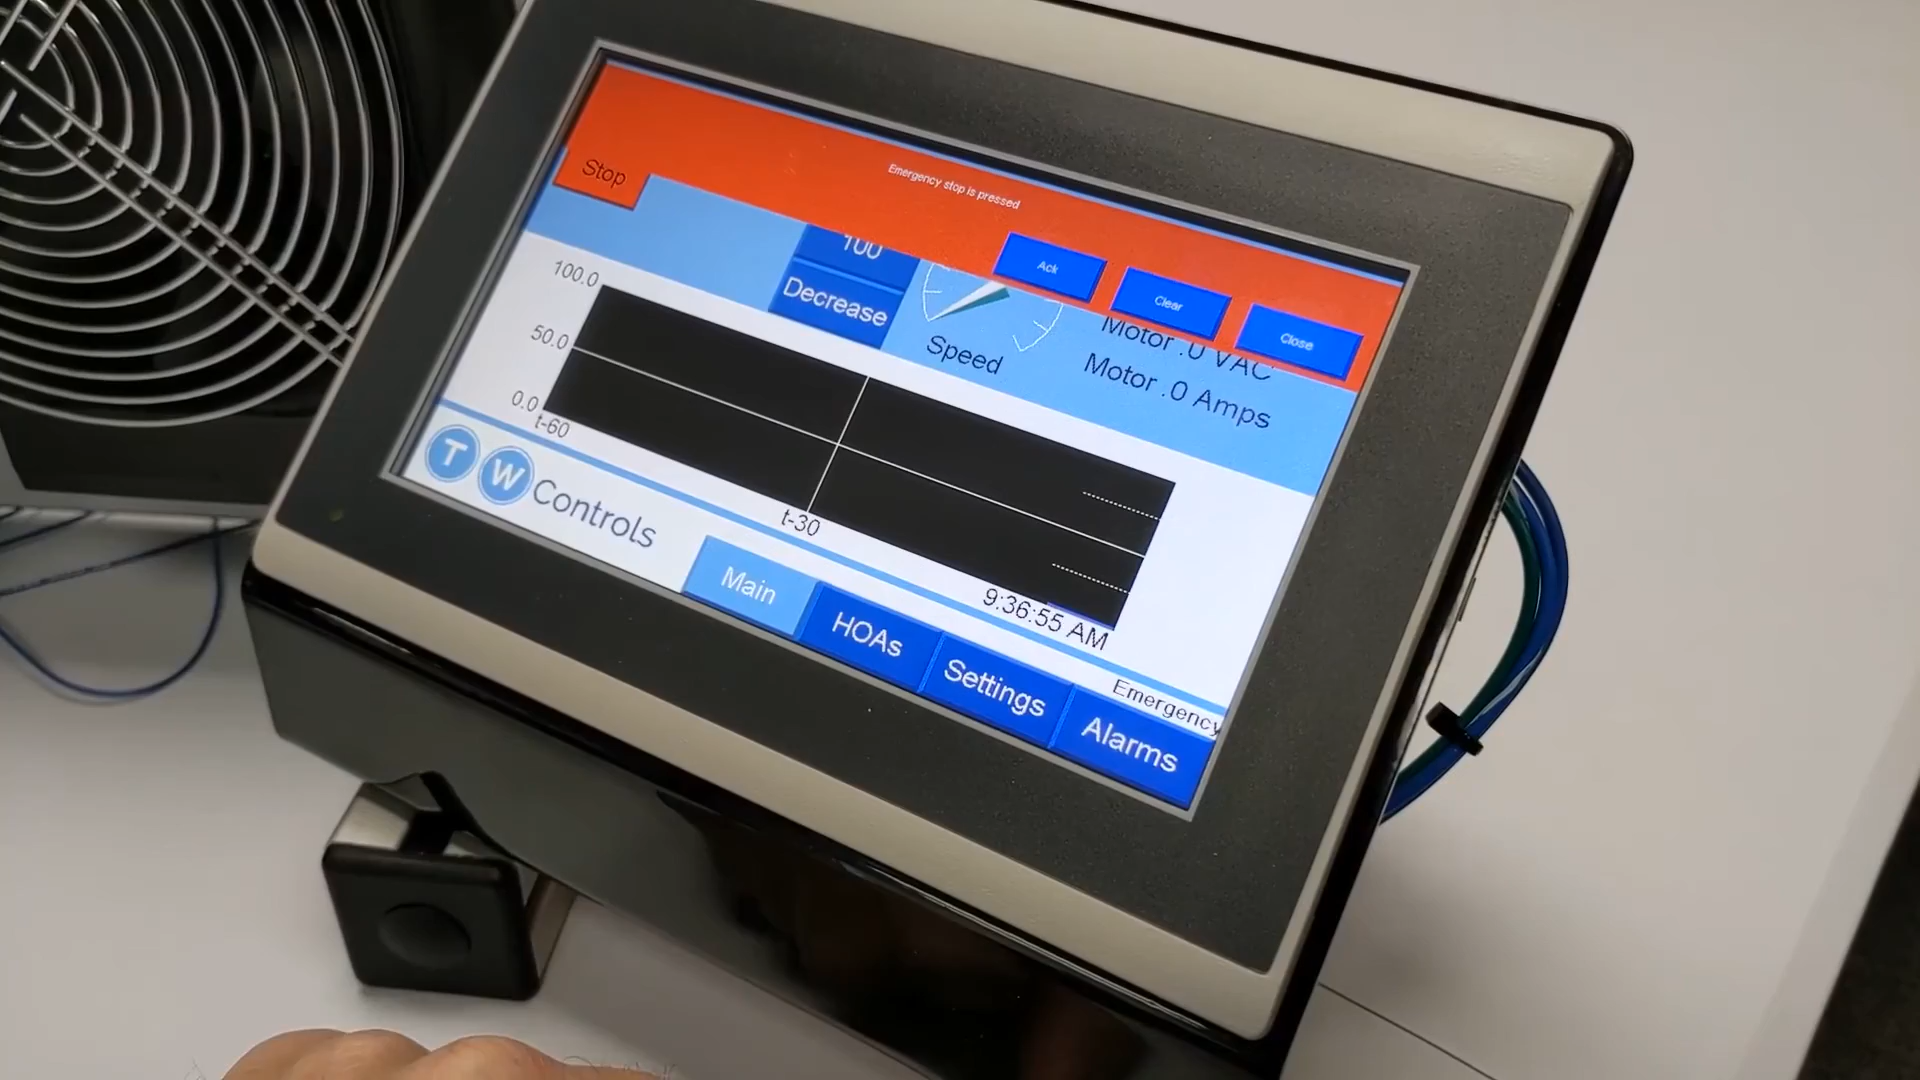 Emergency stop is pressed
Stop
Ack
Clear
Close
100
Decrease
Speed
Motor .0 VAC
Motor .0 Amps
100.0
50.0
0.0
t-60
t-30
9:36:55 AM
T W Controls
Emergency
Main
HOAs
Settings
Alarms